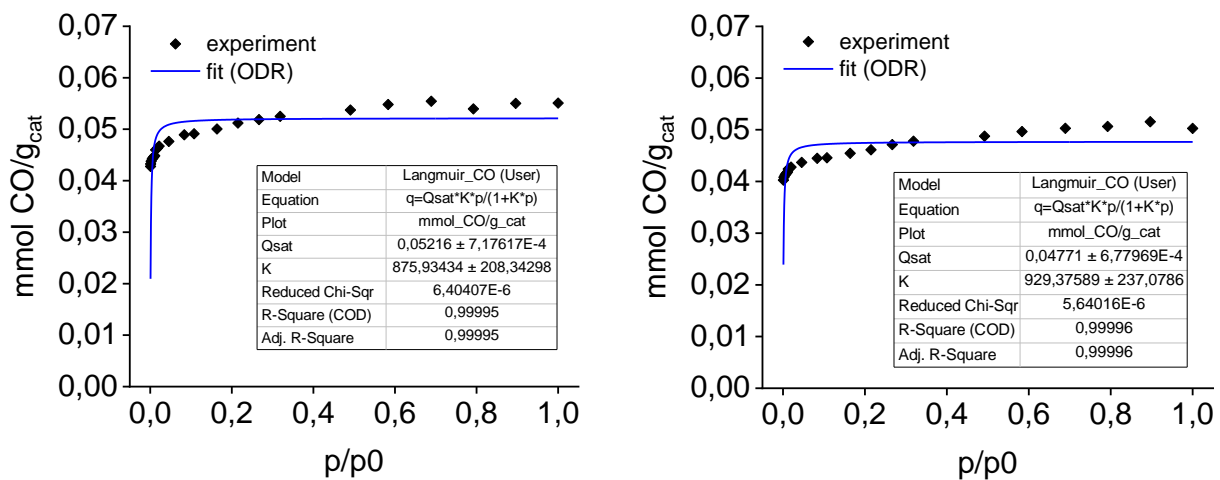 0,07
experiment
fit (ODR)
0,06
0,05
0,04
0,03
0,02
0,01
0,00
mmol CO/gcat
Model Langmuir_CO (User)
Equation q=Qsat*K*p/(1+K*p)
Plot mmol_CO/g_cat
Qsat 0,05216 ± 7,17617E-4
K 875,93434 ± 208,34298
Reduced Chi-Sqr 6,40407E-6
R-Square (COD) 0,99995
Adj. R-Square 0,99995
0,0 0,2 0,4 0,6 0,8 1,0
p/p0
0,07
experiment
fit (ODR)
0,06
0,05
0,04
0,03
0,02
0,01
0,00
mmol CO/gcat
Model Langmuir_CO (User)
Equation q=Qsat*K*p/(1+K*p)
Plot mmol_CO/g_cat
Qsat 0,04771 ± 6,77969E-4
K 929,37589 ± 237,0786
Reduced Chi-Sqr 5,64016E-6
R-Square (COD) 0,99996
Adj. R-Square 0,99996
0,0 0,2 0,4 0,6 0,8 1,0
p/p0